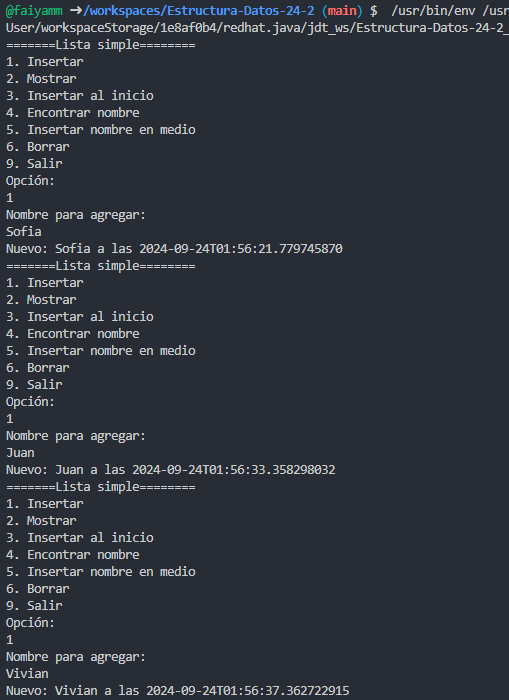 @faiyamm ➜/workspaces/Estructura-Datos-24-2 (main) $  /usr/bin/env /usr
User/workspaceStorage/1e8af0b4/redhat.java/jdt_ws/Estructura-Datos-24-2_
=======Lista simple========
1. Insertar
2. Mostrar
3. Insertar al inicio
4. Encontrar nombre
5. Insertar nombre en medio
6. Borrar
9. Salir
Opción:
1
Nombre para agregar:
Sofia
Nuevo: Sofia a las 2024-09-24T01:56:21.779745870
=======Lista simple========
1. Insertar
2. Mostrar
3. Insertar al inicio
4. Encontrar nombre
5. Insertar nombre en medio
6. Borrar
9. Salir
Opción:
1
Nombre para agregar:
Juan
Nuevo: Juan a las 2024-09-24T01:56:33.358298032
=======Lista simple========
1. Insertar
2. Mostrar
3. Insertar al inicio
4. Encontrar nombre
5. Insertar nombre en medio
6. Borrar
9. Salir
Opción:
1
Nombre para agregar:
Vivian
Nuevo: Vivian a las 2024-09-24T01:56:37.362722915